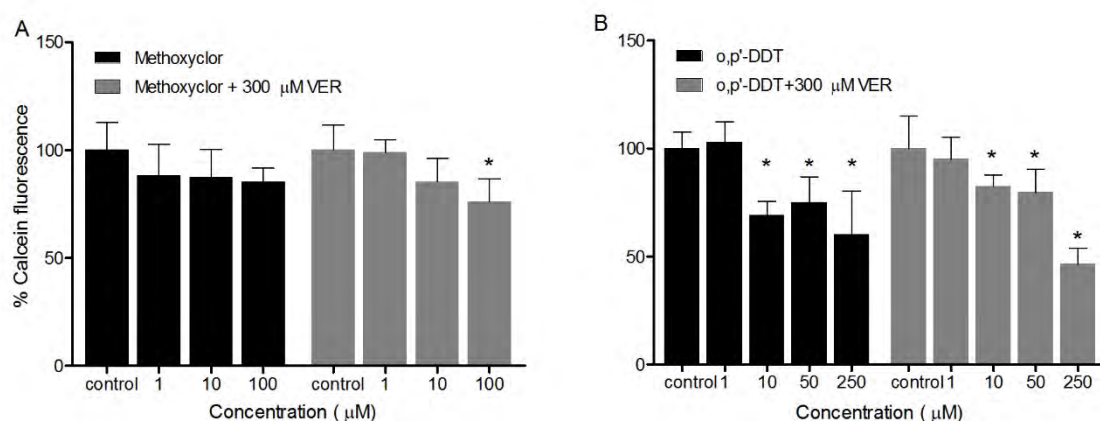 A
Methoxyclor
Methoxyclor + 300 μM VER
% Calcein fluorescence
150
100
50
0
*
control 1 10 100 control 1 10 100
Concentration ( μM)
B
o,p'-DDT
o,p'-DDT+300 μM VER
150
100
50
0
* * * * * *
control 1 10 50 250 control 1 10 50 250
Concentration ( μM)